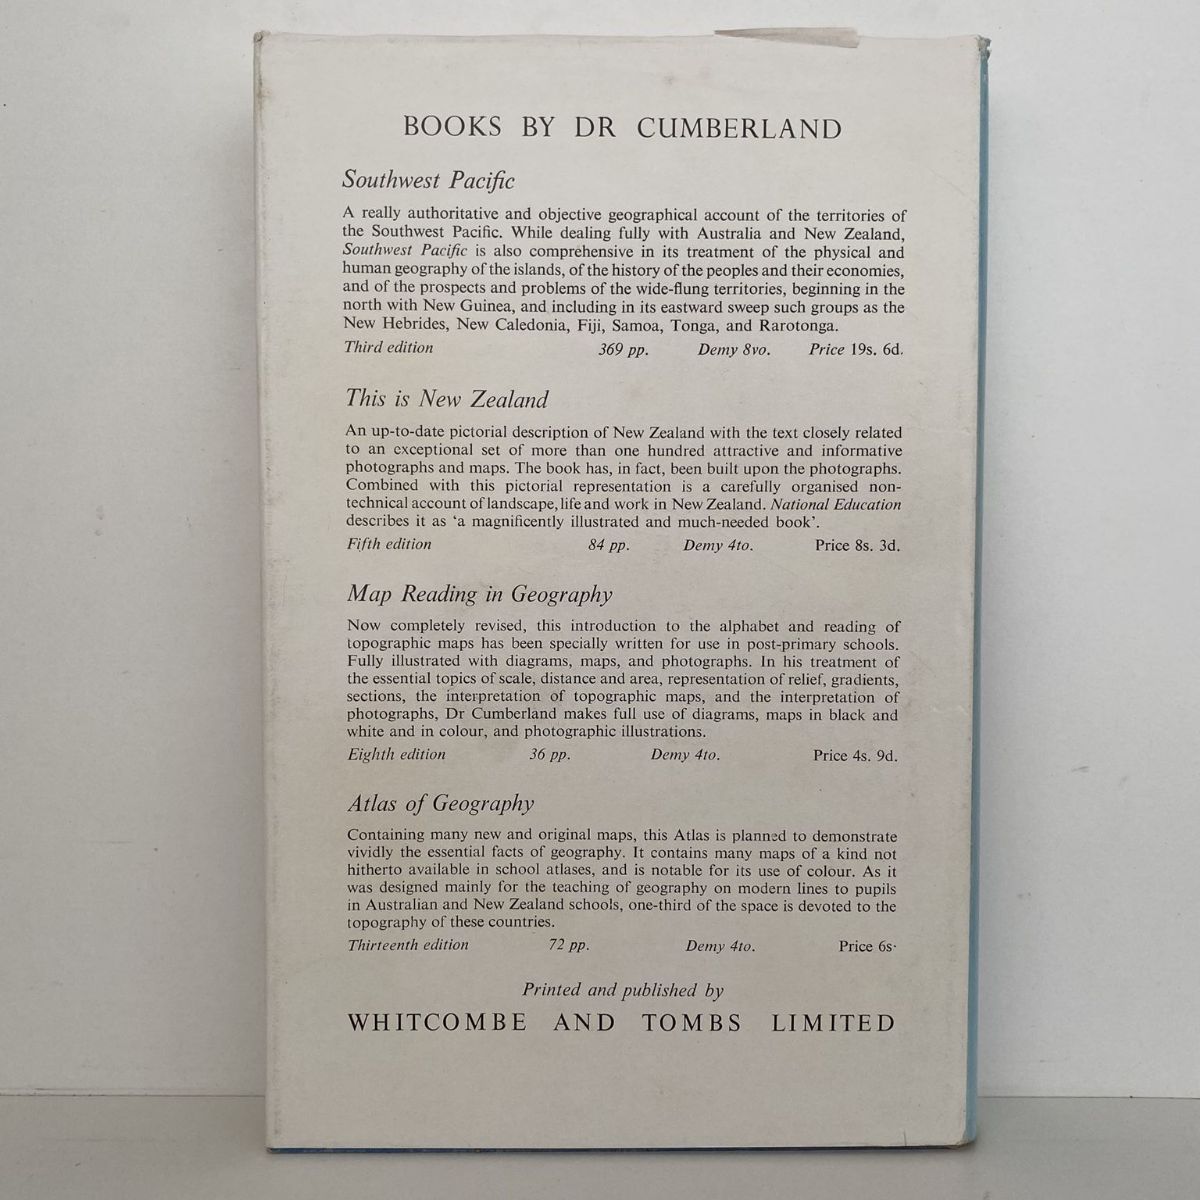 BOOKS BY DR CUMBERLAND
Southwest Pacific
A really authoritative and objective geographical account of the territories of
the Southwest Pacific. While dealing fully with Australia and New Zealand,
Southwest Pacific is also comprehensive in its treatment of the physical and
human geography of the islands, of the history of the peoples and their economies,
and of the prospects and problems of the wide-flung territories, beginning in the
north with New Guinea, and including in its eastward sweep such groups as the
New Hebrides, New Caledonia, Fiji, Samoa, Tonga, and Rarotonga.
Third edition 369 pp. Demy 8vo. Price 19s. 6d.
This is New Zealand
An up-to-date pictorial description of New Zealand with the text closely related
to an exceptional set of more than one hundred attractive and informative
photographs and maps. The book has, in fact, been built upon the photographs.
Combined with this pictorial representation is a carefully organised non-
technical account of landscape, life and work in New Zealand. National Education
describes it as ‘a magnificently illustrated and much-needed book’.
Fifth edition 84 pp. Demy 4to. Price 8s. 3d.
Map Reading in Geography
Now completely revised, this introduction to the alphabet and reading of
topographic maps has been specially written for use in post-primary schools.
Fully illustrated with diagrams, maps, and photographs. In his treatment of
the essential topics of scale, distance and area, representation of relief, gradients,
sections, the interpretation of topographic maps, and the interpretation of
photographs, Dr Cumberland makes full use of diagrams, maps in black and
white and in colour, and photographic illustrations.
Eighth edition 36 pp. Demy 4to. Price 4s. 9d.
Atlas of Geography
Containing many new and original maps, this Atlas is planned to demonstrate
vividly the essential facts of geography. It contains many maps of a kind not
hitherto available in school atlases, and is notable for its use of colour. As it
was designed mainly for the teaching of geography on modern lines to pupils
in Australian and New Zealand schools, one-third of the space is devoted to the
topography of these countries.
Thirteenth edition 72 pp. Demy 4to. Price 6s·
Printed and published by
WHITCOMBE AND TOMBS LIMITED